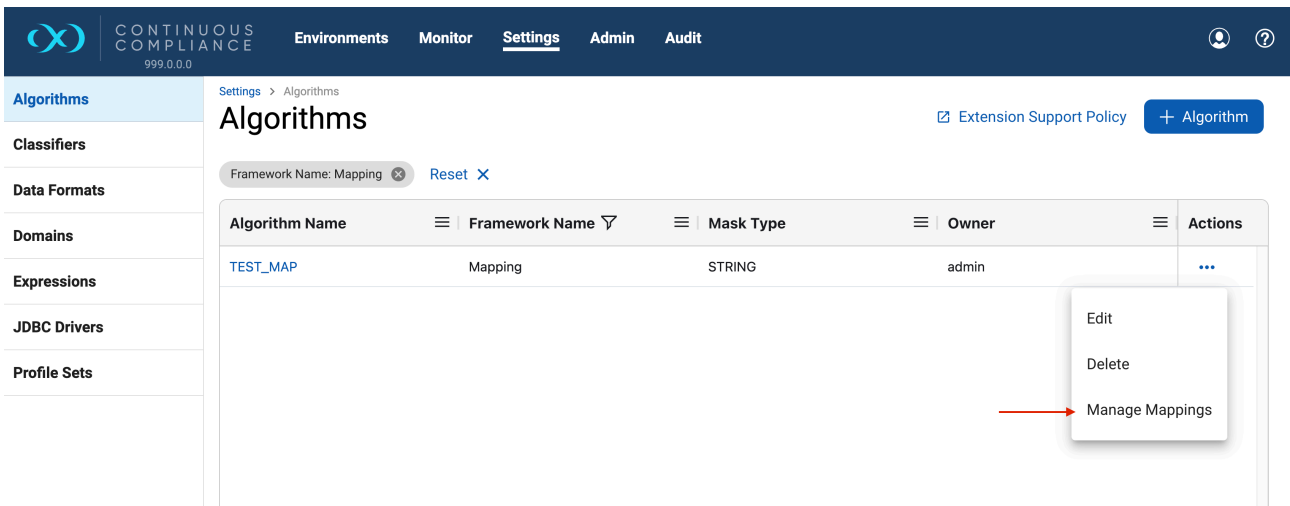 CONTINUOUS
COMPLIANCE
999.0.0.0
Environments Monitor Settings Admin Audit
Algorithms
Classifiers
Data Formats
Domains
Expressions
JDBC Drivers
Profile Sets
Settings > Algorithms
Algorithms
Extension Support Policy
+ Algorithm
Framework Name: Mapping
Reset
Algorithm Name Framework Name Mask Type Owner Actions
TEST_MAP Mapping STRING admin
Edit
Delete
Manage Mappings